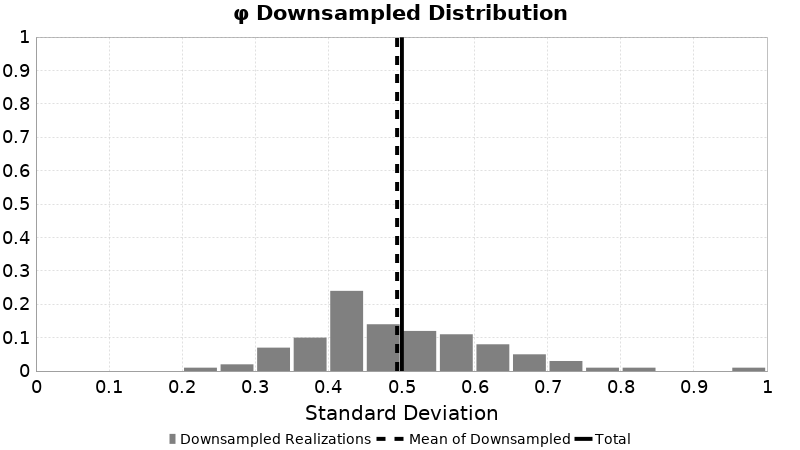 φ Downsampled Distribution
1
0.9
0.8
0.7
0.6
0.5
0.4
0.3
0.2
0.1
0
0 0.1 0.2 0.3 0.4 0.5 0.6 0.7 0.8 0.9 1
Standard Deviation
Downsampled Realizations Mean of Downsampled Total